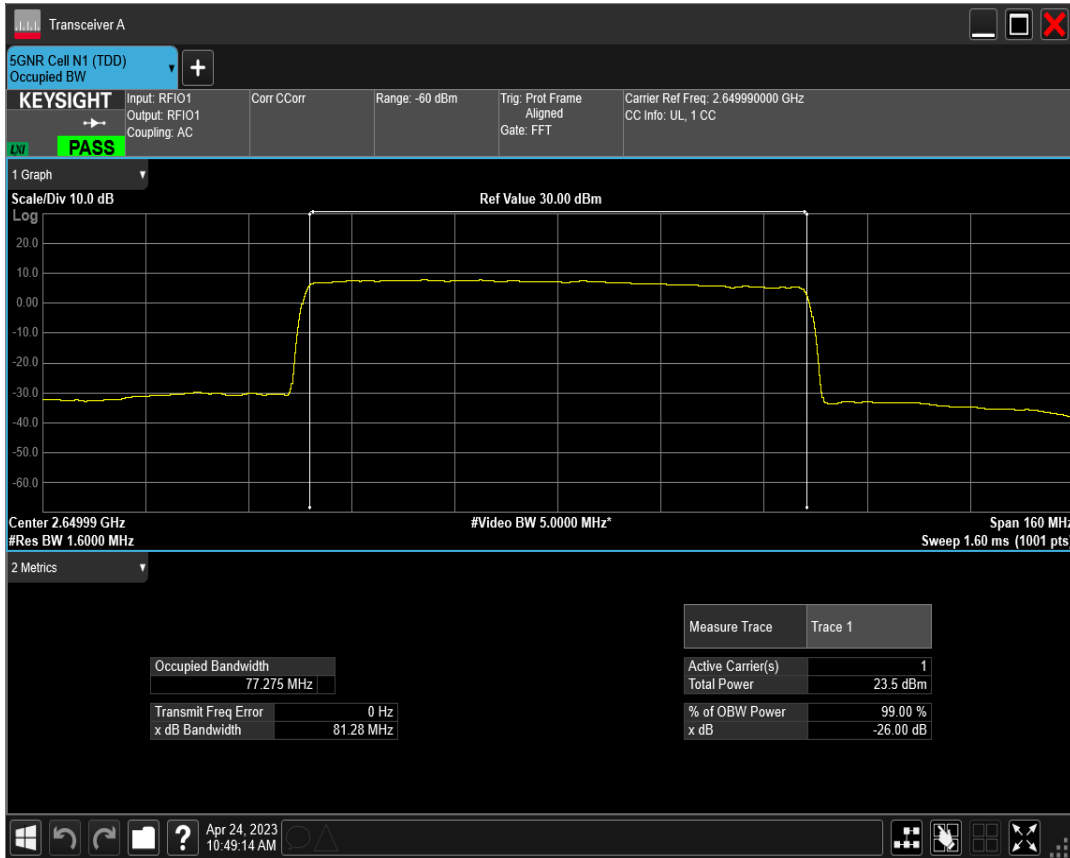 Transceiver A
5GNR Cell N1 (TDD)
Occupied BW
+
KEYSIGHT
LXI
PASS
Input: RFIO1
Output: RFIO1
Coupling: AC
Corr CCorr
Range: -60 dBm
Trig: Prot Frame
Aligned
Gate: FFT
Carrier Ref Freq: 2.649990000 GHz
CC Info: UL, 1 CC
1 Graph
Scale/Div 10.0 dB
Ref Value 30.00 dBm
Log
20.0
10.0
0.00
-10.0
-20.0
-30.0
-40.0
-50.0
-60.0
Center 2.64999 GHz
#Video BW 5.0000 MHz*
Span 160 MHz
#Res BW 1.6000 MHz
Sweep 1.60 ms (1001 pts)
2 Metrics
Measure Trace Trace 1
Occupied Bandwidth
77.275 MHz
Active Carrier(s) 1
Total Power 23.5 dBm
Transmit Freq Error 0 Hz
x dB Bandwidth 81.28 MHz
% of OBW Power 99.00 %
x dB -26.00 dB
?
Apr 24, 2023
10:49:14 AM